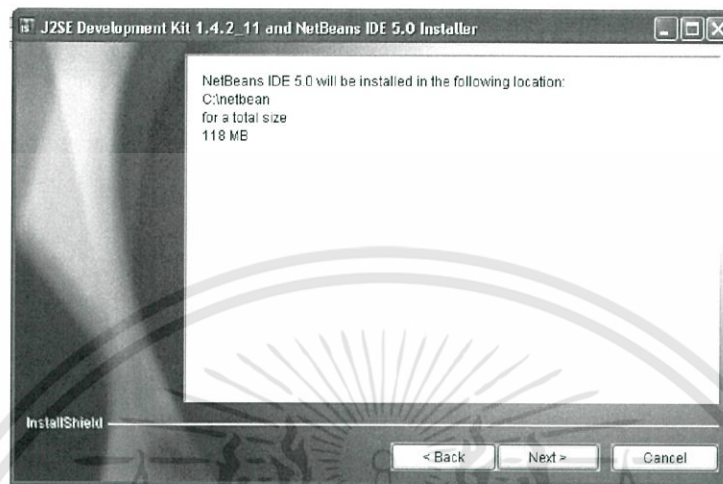 J2SE Development Kit 1.4.2_11 and NetBeans IDE 5.0 Installer
NetBeans IDE 5.0 will be installed in the following location:
C:\netbean
for a total size
118 MB
InstallShield
< Back Next > Cancel